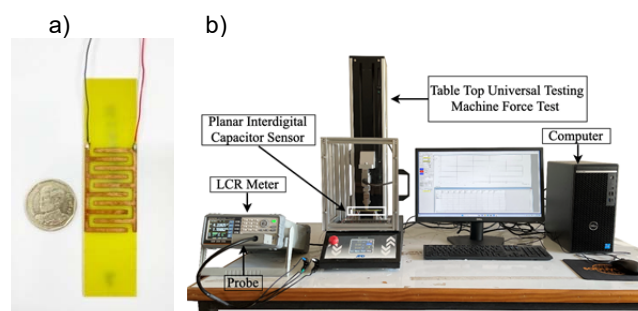 a)
b)
Table Top Universal Testing
Machine Force Test
Planar Interdigital
Capacitor Sensor
Computer
LCR Meter
Probe